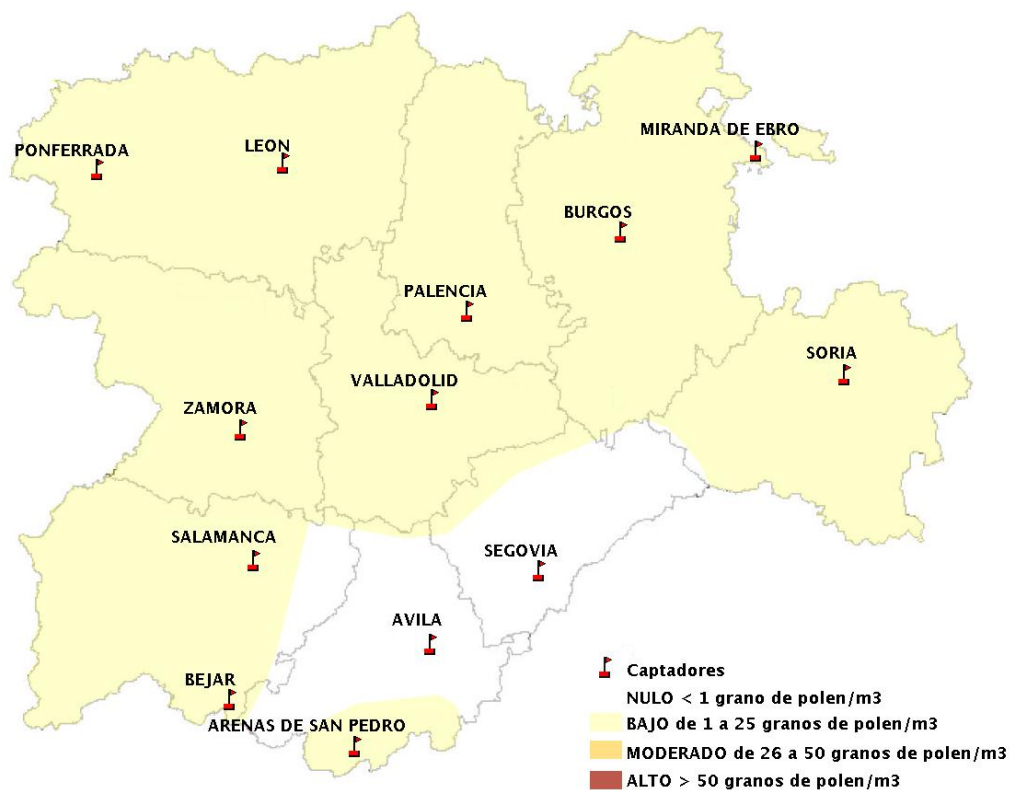 MIRANDA DE EBRO
PONFERRADA
LEON
BURGOS
PALENCIA
SORIA
VALLADOLID
ZAMORA
SALAMANCA
SEGOVIA
AVILA
BEJAR
ARENAS DE SAN PEDRO
Captadores
NULO < 1 grano de polen/m3
BAJO de 1 a 25 granos de polen/m3
MODERADO de 26 a 50 granos de polen/m3
ALTO > 50 granos de polen/m3